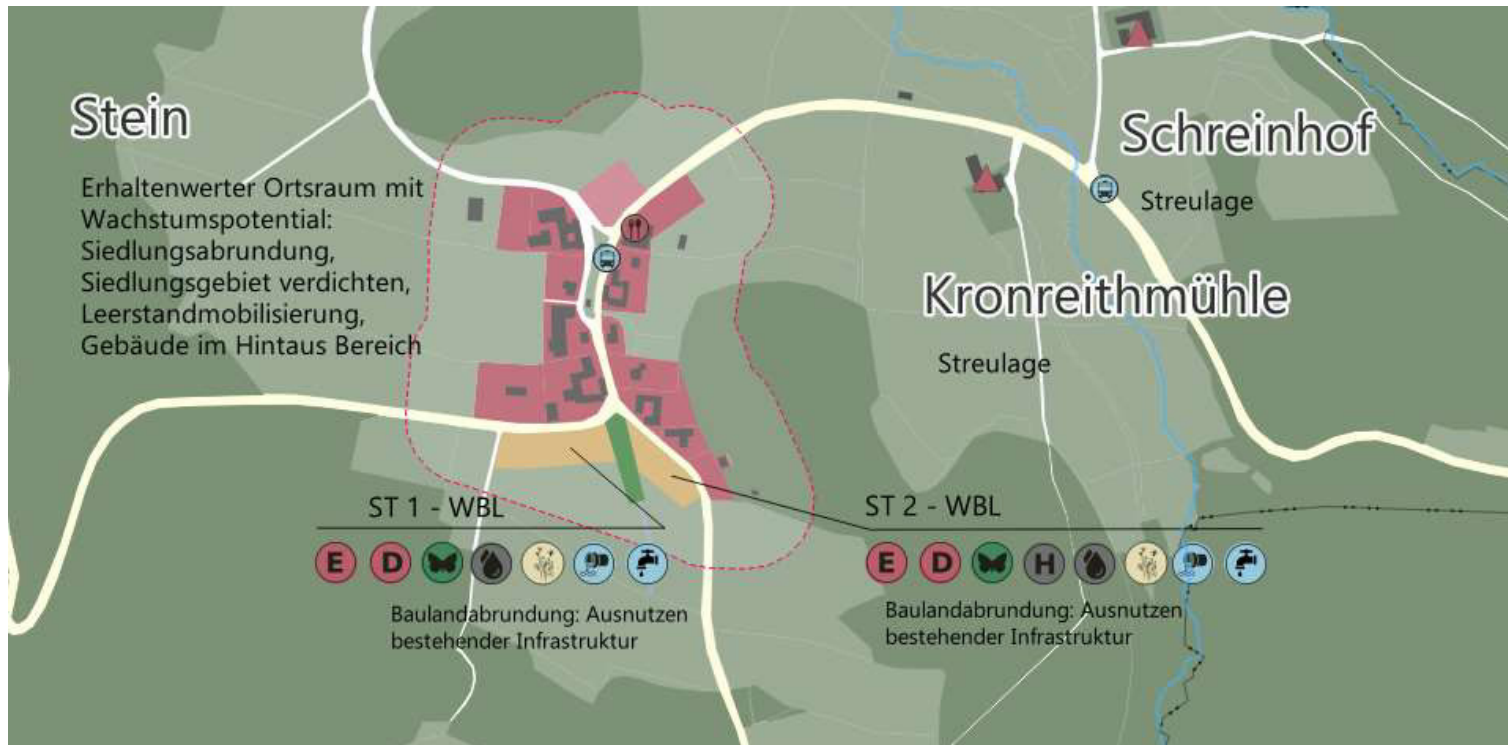 Stein
Erhaltenwerter Ortsraum mit
Wachstumspotential:
Siedlungsabrundung,
Siedlungsgebiet verdichten,
Leerstandmobilisierung,
Gebäude im Hintaus Bereich
Schreinhof
Streulage
Kronreithmühle
Streulage
ST 1 - WBL
E D
Baulandabrundung: Ausnutzen
bestehender Infrastruktur
ST 2 - WBL
E D H
Baulandabrundung: Ausnutzen
bestehender Infrastruktur